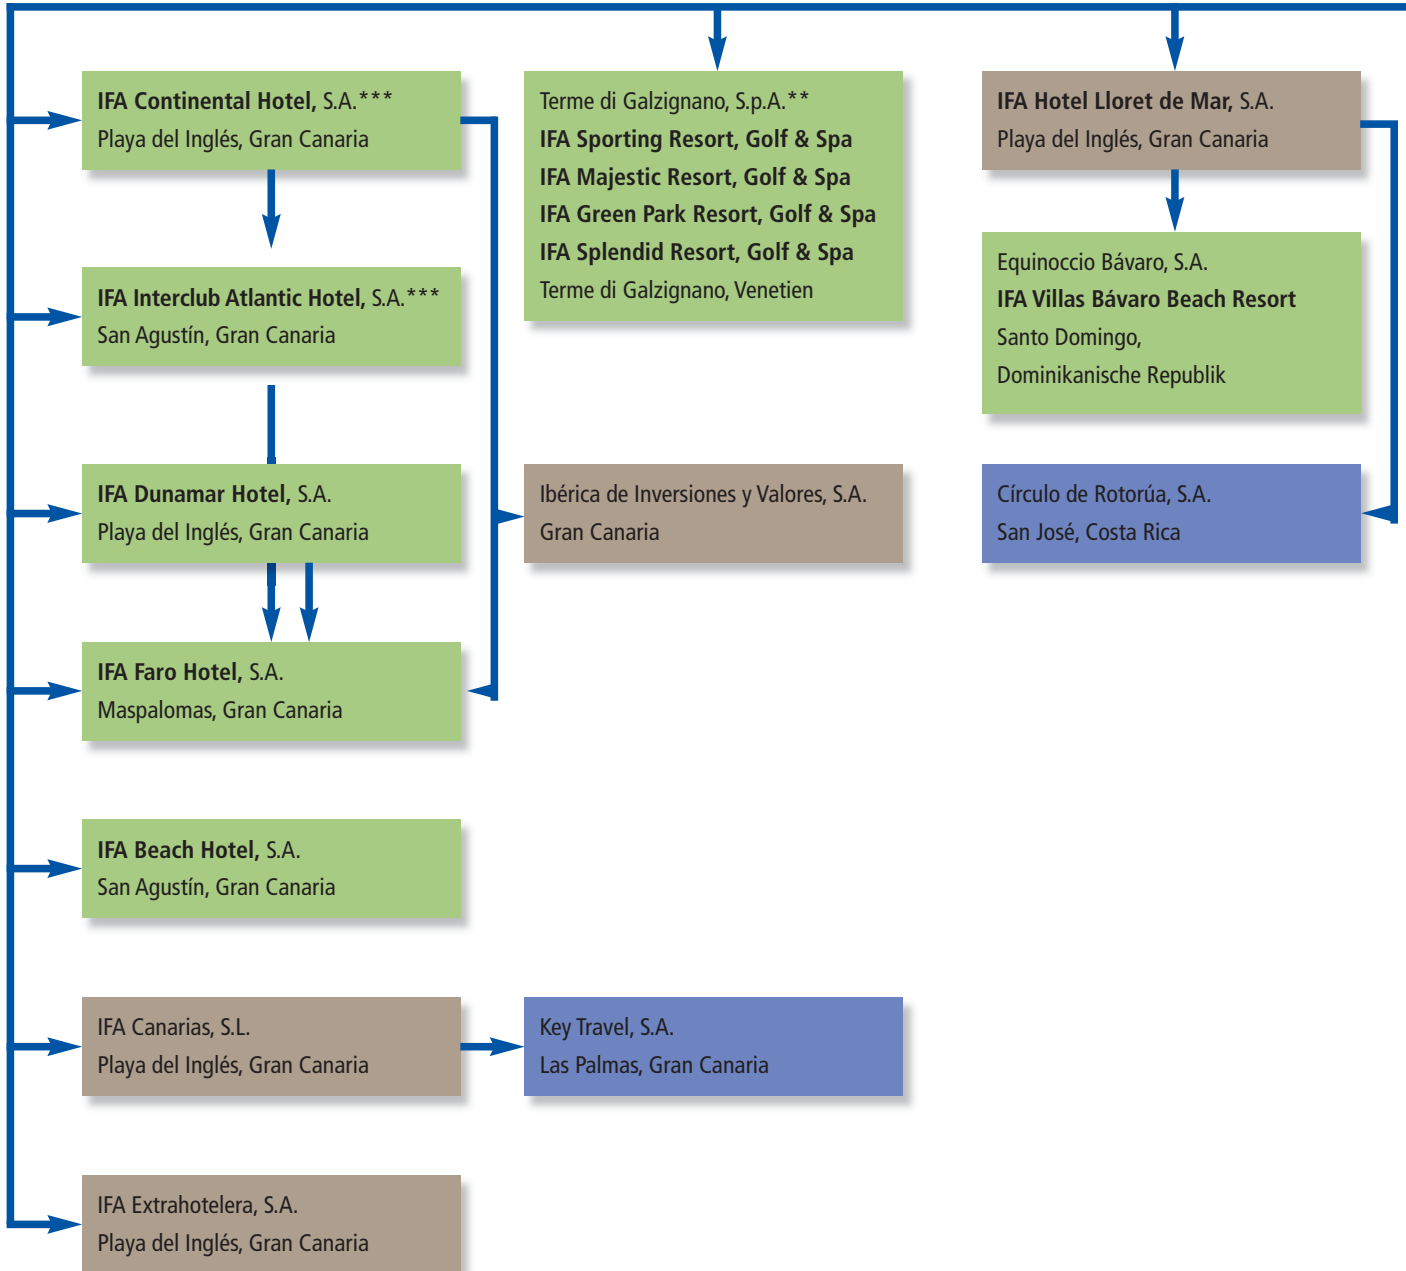 IFA Continental Hotel, S.A.***
Playa del Inglés, Gran Canaria
IFA Interclub Atlantic Hotel, S.A.***
San Agustín, Gran Canaria
IFA Dunamar Hotel, S.A.
Playa del Inglés, Gran Canaria
IFA Faro Hotel, S.A.
Maspalomas, Gran Canaria
IFA Beach Hotel, S.A.
San Agustín, Gran Canaria
IFA Canarias, S.L.
Playa del Inglés, Gran Canaria
IFA Extrahotelera, S.A.
Playa del Inglés, Gran Canaria
Terme di Galzignano, S.p.A.**
IFA Sporting Resort, Golf & Spa
IFA Majestic Resort, Golf & Spa
IFA Green Park Resort, Golf & Spa
IFA Splendid Resort, Golf & Spa
Terme di Galzignano, Venetien
Ibérica de Inversiones y Valores, S.A.
Gran Canaria
Key Travel, S.A.
Las Palmas, Gran Canaria
IFA Hotel Lloret de Mar, S.A.
Playa del Inglés, Gran Canaria
Equinoccio Bávaro, S.A.
IFA Villas Bávaro Beach Resort
Santo Domingo,
Dominikanische Republik
Círculo de Rotorúa, S.A.
San José, Costa Rica